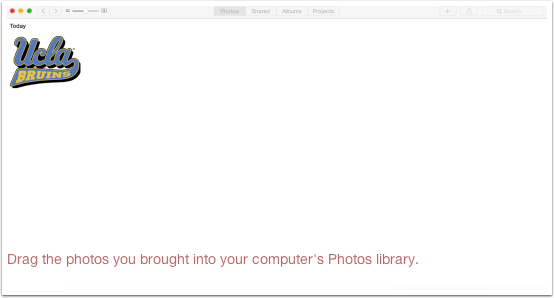 Photos Shared Albums Projects Search
Today
Ucla
BRUINS
Drag the photos you brought into your computer's Photos library.